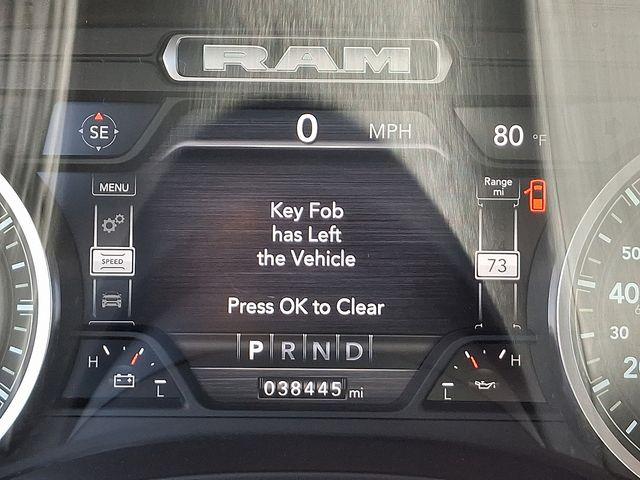 RAM
SE
0 MPH
80 °F
MENU
Range
mi
Key Fob
has Left
the Vehicle
SPEED
73
Press OK to Clear
P R N D
H
L
038445 mi
H
L
50
40
30
20